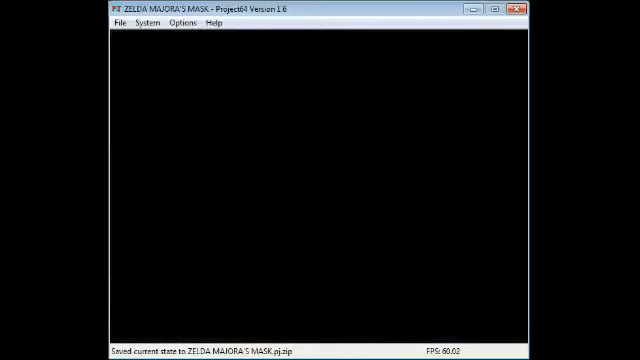 ZELDA MAJORA'S MASK - Project64 Version 1.6
File System Options Help
Saved current state to ZELDA MAJORA'S MASK.pj.zip FPS: 60.02